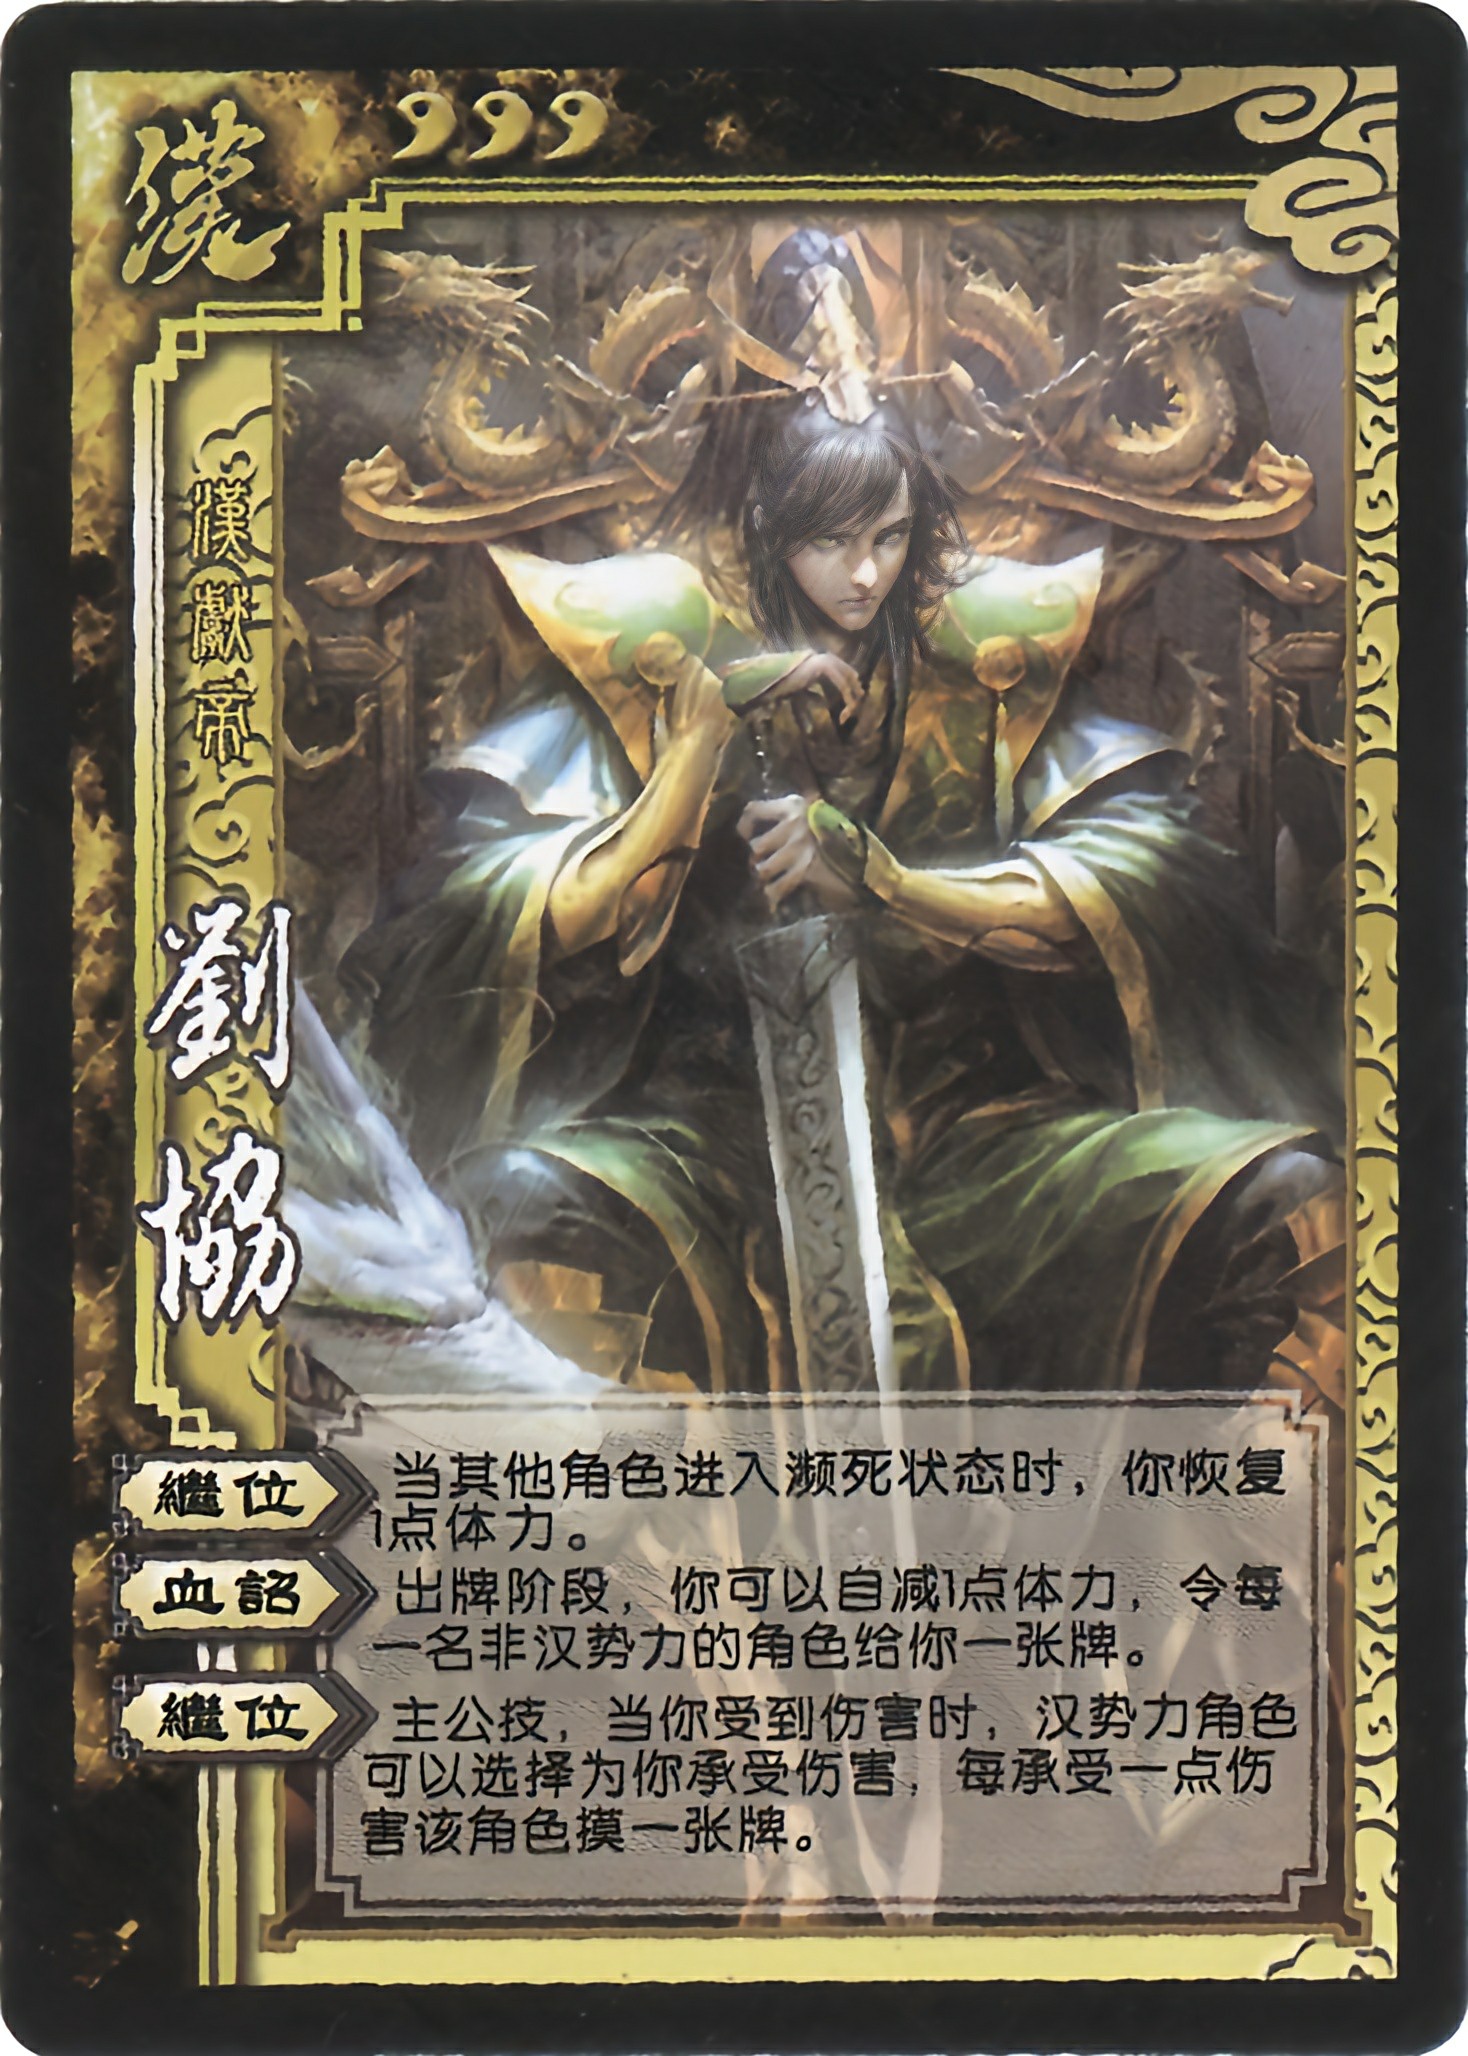 漢
漢獻帝
劉協
繼位
当其他角色进入濒死状态时，你恢复
1点体力。
血詔
出牌阶段，你可以自减1点体力，令每
一名非汉势力的角色给你一张牌。
繼位
主公技，当你受到伤害时，汉势力角色
可以选择为你承受伤害，每承受一点伤
害该角色摸一张牌。